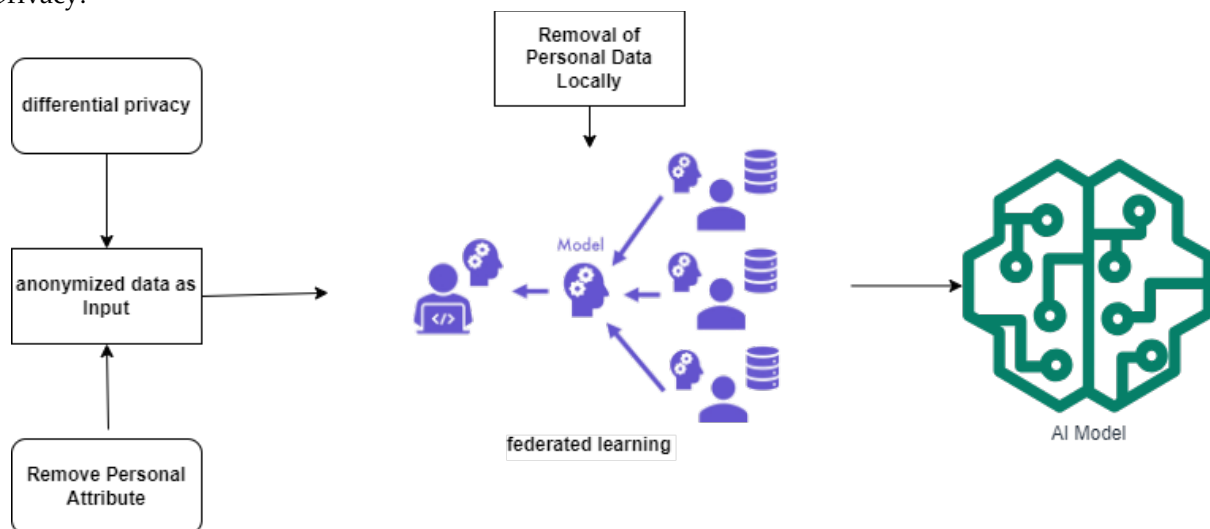 privacy.
Removal of
Personal Data
Locally
differential privacy
anonymized data as
Input
Remove Personal
Attribute
Model
</>
federated learning
AI Model